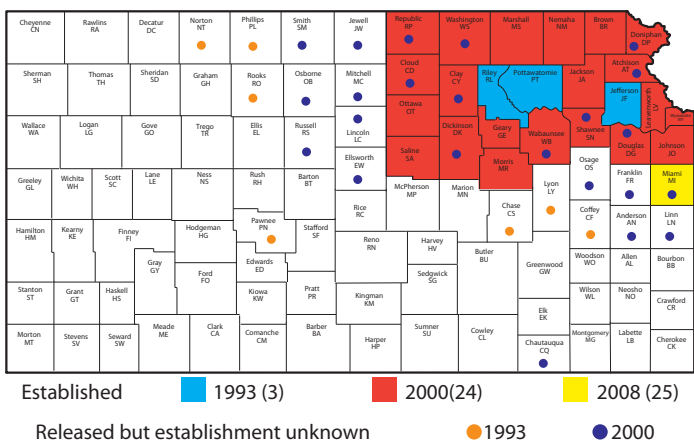 Cheyenne
CN
Rawlins
RA
Decatur
DC
Norton
NT
Phillips
PL
Smith
SM
Jewell
JW
Republic
RP
Washington
WS
Marshall
MS
Nemaha
NM
Brown
BR
Doniphan
DP
Sherman
SH
Thomas
TH
Sheridan
SD
Graham
GH
Rooks
RO
Osborne
OB
Mitchell
MC
Cloud
CD
Clay
CY
Riley
RL
Pottawatomie
PT
Jackson
JA
Atchison
AT
Jefferson
JF
Leavenworth
LV
Wallace
WA
Logan
LG
Gove
GO
Trego
TR
Ellis
EL
Russell
RS
Lincoln
LC
Ottawa
OT
Dickinson
DK
Geary
GE
Wabaunsee
WB
Shawnee
SN
Douglas
DG
Johnson
JO
Greeley
GL
Wichita
WH
Scott
SC
Lane
LE
Ness
NS
Rush
RH
Barton
BT
Ellsworth
EW
Saline
SA
Morris
MR
Osage
OS
Franklin
FR
Miami
MI
Rice
RC
McPherson
MP
Marion
MN
Chase
CS
Lyon
LY
Coffey
CF
Anderson
AN
Linn
LN
Hamilton
HM
Kearny
KE
Finney
FI
Hodgeman
HG
Pawnee
PN
Stafford
SF
Gray
GY
Ford
FO
Edwards
ED
Reno
RN
Harvey
HV
Sedgwick
SG
Butler
BU
Greenwood
GW
Woodson
WO
Allen
AL
Bourbon
BB
Stanton
ST
Grant
GT
Haskell
HS
Kiowa
KW
Pratt
PR
Kingman
KM
Elk
EK
Wilson
WL
Neosho
NO
Crawford
CR
Morton
MT
Stevens
SV
Seward
SW
Meade
ME
Clark
CA
Comanche
CM
Barber
BA
Harper
HP
Sumner
SU
Cowley
CL
Chautauqua
CQ
Montgomery
MG
Labette
LB
Cherokee
CK
Established
1993 (3)
2000(24)
2008 (25)
Released but establishment unknown
1993
2000